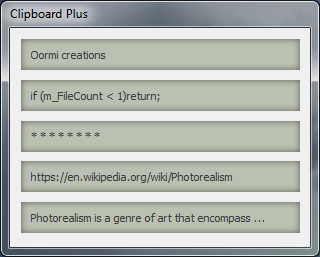 Clipboard Plus
Oormi creations
if (m_FileCount < 1)return;
* * * * * * * *
https://en.wikipedia.org/wiki/Photorealism
Photorealism is a genre of art that encompass ...